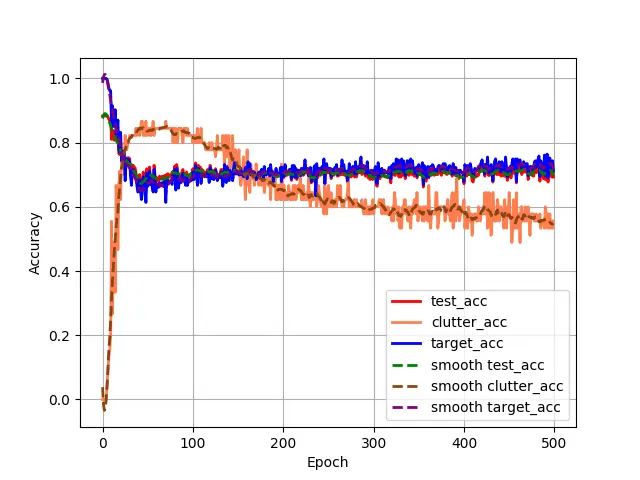 1.0
0.8
0.6
0.4
0.2
0.0
Accuracy
0 100 200 300 400 500
Epoch
test_acc
clutter_acc
target_acc
smooth test_acc
smooth clutter_acc
smooth target_acc